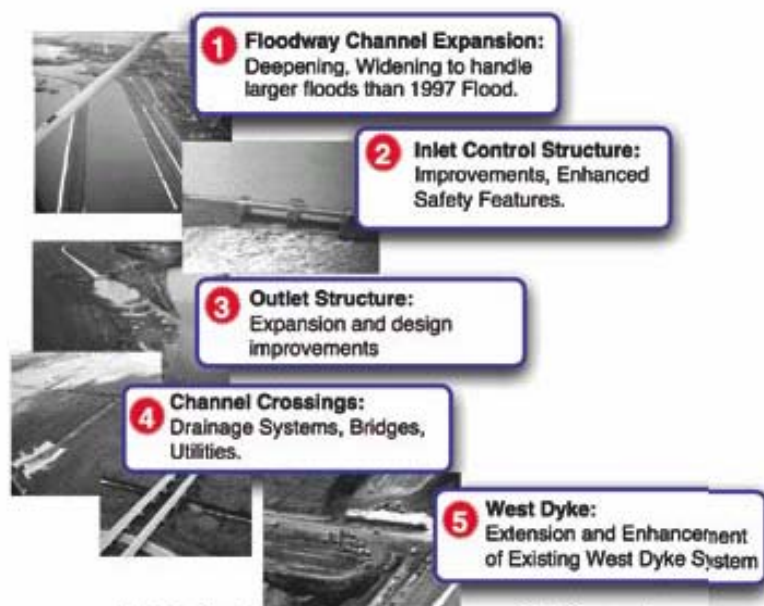 1 Floodway Channel Expansion:
Deepening, Widening to handle
larger floods than 1997 Flood.
2 Inlet Control Structure:
Improvements, Enhanced
Safety Features.
3 Outlet Structure:
Expansion and design
improvements
4 Channel Crossings:
Drainage Systems, Bridges,
Utilities.
5 West Dyke:
Extension and Enhancement
of Existing West Dyke System